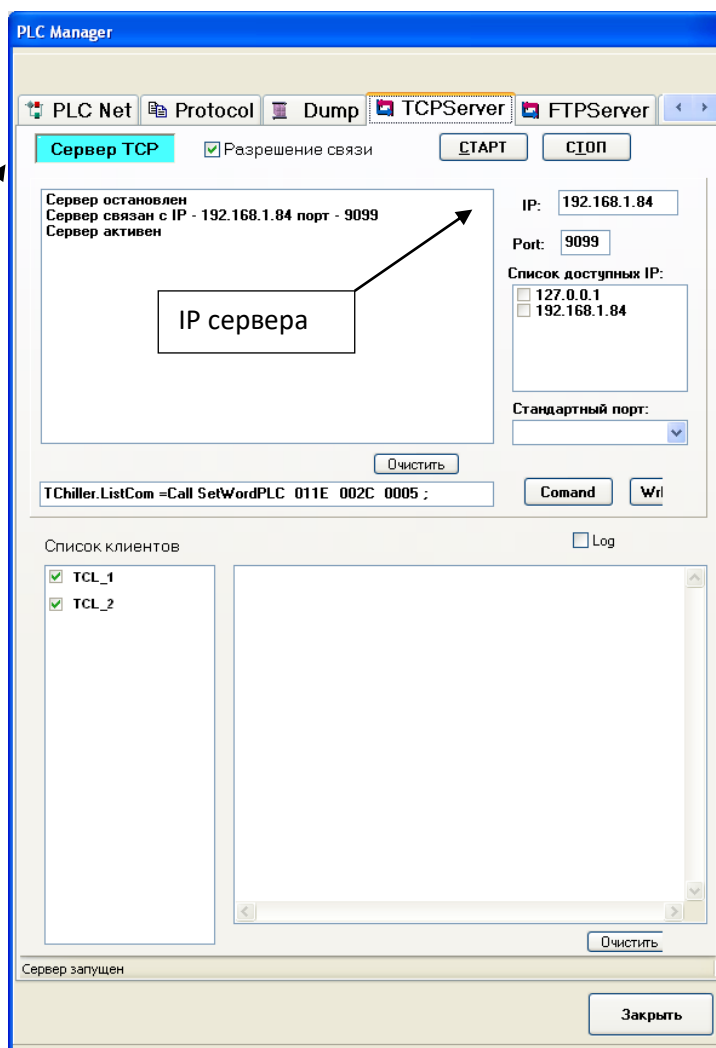 PLC Manager
PLC Net Protocol Dump TCPServer FTPServer
Сервер TCP Разрешение связи СТАРТ СТОП
Сервер остановлен
Сервер связан с IP - 192.168.1.84 порт - 9099
Сервер активен
IP: 192.168.1.84
Port: 9099
Список доступных IP:
127.0.0.1
192.168.1.84
IP сервера
Стандартный порт:
Очистить
TChiller.ListCom =Call SetWordPLC 011E 002C 0005 ;
Comand
Список клиентов
Log
TCL_1
TCL_2
Очистить
Сервер запущен
Закрыть